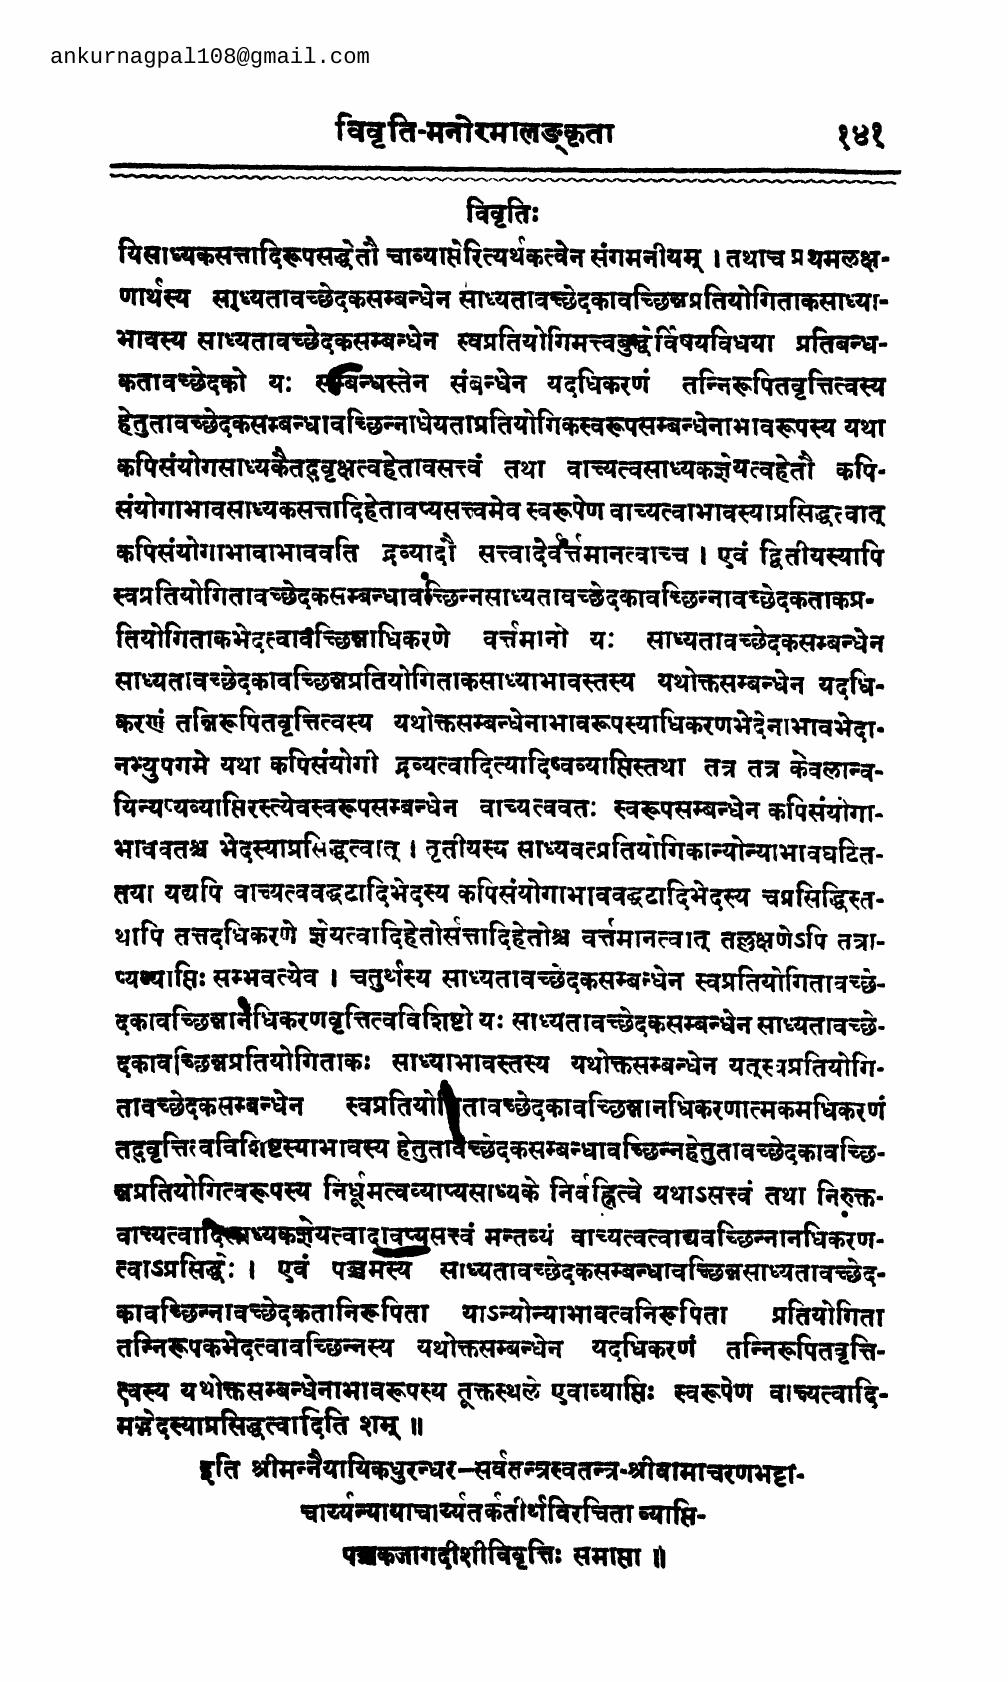 ankurnagpal108@gmail.com
विवृति-मनोरमालङ्कृता १४१
विवृतिः
यिसाध्यकसत्तादिरूपसद्धेतौ चाव्याप्तेरित्यर्थकत्वेन संगमनीयम् । तथाच प्रथमलक्ष-
णार्थस्य साध्यतावच्छेदकसम्बन्धेन साध्यतावच्छेदकावच्छिन्नप्रतियोगिताकसाध्या-
भावस्य साध्यतावच्छेदकसम्बन्धेन स्वप्रतियोगिमत्त्वबुद्धेर्विषयविधया प्रतिबन्ध-
कतावच्छेदको यः सम्बन्धस्तेन संबन्धेन यदधिकरणं तन्निरूपितवृत्तित्वस्य
हेतुतावच्छेदकसम्बन्धावच्छिन्नाधेयताप्रतियोगिकस्वरूपसम्बन्धेनाभावरूपस्य यथा
कपिसंयोगसाध्यकैतद्वृक्षत्वहेतावसत्त्वं तथा वाच्यत्वसाध्यकज्ञेयत्वहेतौ कपि-
संयोगाभावसाध्यकसत्तादिहेतावप्यसत्त्वमेव स्वरूपेण वाच्यत्वाभावस्याप्रसिद्धत्वात्
कपिसंयोगाभावाभाववति द्रव्यादौ सत्त्वादेर्वर्त्तमानत्वाच्च । एवं द्वितीयस्यापि
स्वप्रतियोगितावच्छेदकसम्बन्धावच्छिन्नसाध्यतावच्छेदकावच्छिन्नावच्छेदकताकप्र-
तियोगिताकभेदत्वावच्छिन्नाधिकरणे वर्त्तमानो यः साध्यतावच्छेदकसम्बन्धेन
साध्यतावच्छेदकावच्छिन्नप्रतियोगिताकसाध्याभावस्तस्य यथोक्तसम्बन्धेन यदधि-
करणं तन्निरूपितवृत्तित्वस्य यथोक्तसम्बन्धेनाभावरूपस्याधिकरणभेदेनाभावभेदा-
नभ्युपगमे यथा कपिसंयोगी द्रव्यत्वादित्यादिष्वव्याप्तिस्तथा तत्र तत्र केवलान्व-
यिन्यप्यव्याप्तिरस्त्येवस्वरूपसम्बन्धेन वाच्यत्ववतः स्वरूपसम्बन्धेन कपिसंयोगा-
भाववतश्च भेदस्याप्रसिद्धत्वात् । तृतीयस्य साध्यवत्प्रतियोगिकान्योन्याभावघटित-
तया यद्यपि वाच्यत्ववद्घटादिभेदस्य कपिसंयोगाभाववद्घटादिभेदस्य चप्रसिद्धिस्त-
थापि तत्तदधिकरणे ज्ञेयत्वादिहेतोर्सत्तादिहेतोश्च वर्त्तमानत्वात् तल्लक्षणेऽपि तत्रा-
प्यव्याप्तिः सम्भवत्येव । चतुर्थस्य साध्यतावच्छेदकसम्बन्धेन स्वप्रतियोगितावच्छे-
दकावच्छिन्नानधिकरणवृत्तित्वविशिष्टो यः साध्यतावच्छेदकसम्बन्धेन साध्यतावच्छे-
दकावच्छिन्नप्रतियोगिताकः साध्याभावस्तस्य यथोक्तसम्बन्धेन यत्स्वप्रतियोगि-
तावच्छेदकसम्बन्धेन स्वप्रतियोगितावच्छेदकावच्छिन्नानधिकरणात्मकमधिकरणं
तद्वृत्तित्वविशिष्टस्याभावस्य हेतुतावच्छेदकसम्बन्धावच्छिन्नहेतुतावच्छेदकावच्छि-
न्नप्रतियोगित्वरूपस्य निर्धूमत्वव्याप्यसाध्यके निर्वह्नित्वे यथाऽसत्त्वं तथा निरुक्त-
वाच्यत्वादिसाध्यकज्ञेयत्वादावप्यसत्त्वं मन्तव्यं वाच्यत्वत्वाद्यवच्छिन्नानधिकरण-
त्वाऽप्रसिद्धेः । एवं पञ्चमस्य साध्यतावच्छेदकसम्बन्धावच्छिन्नसाध्यतावच्छेद-
कावच्छिन्नावच्छेदकतानिरूपिता याऽन्योन्याभावत्वनिरूपिता प्रतियोगिता
तन्निरूपकभेदत्वावच्छिन्नस्य यथोक्तसम्बन्धेन यदधिकरणं तन्निरूपितवृत्ति-
त्वस्य यथोक्तसम्बन्धेनाभावरूपस्य तूक्तस्थले एवाव्याप्तिः स्वरूपेण वाच्यत्वादि-
मद्भेदस्याप्रसिद्धत्वादिति शम् ॥
इति श्रीमन्नैयायिकधुरन्धर—सर्वतन्त्रस्वतन्त्र-श्रीवामाचरणभट्टा-
चार्य्यन्यायाचार्य्यतर्कतीर्थविरचिता व्याप्ति-
पञ्चकजागदीशीविवृत्तिः समाप्ता ॥